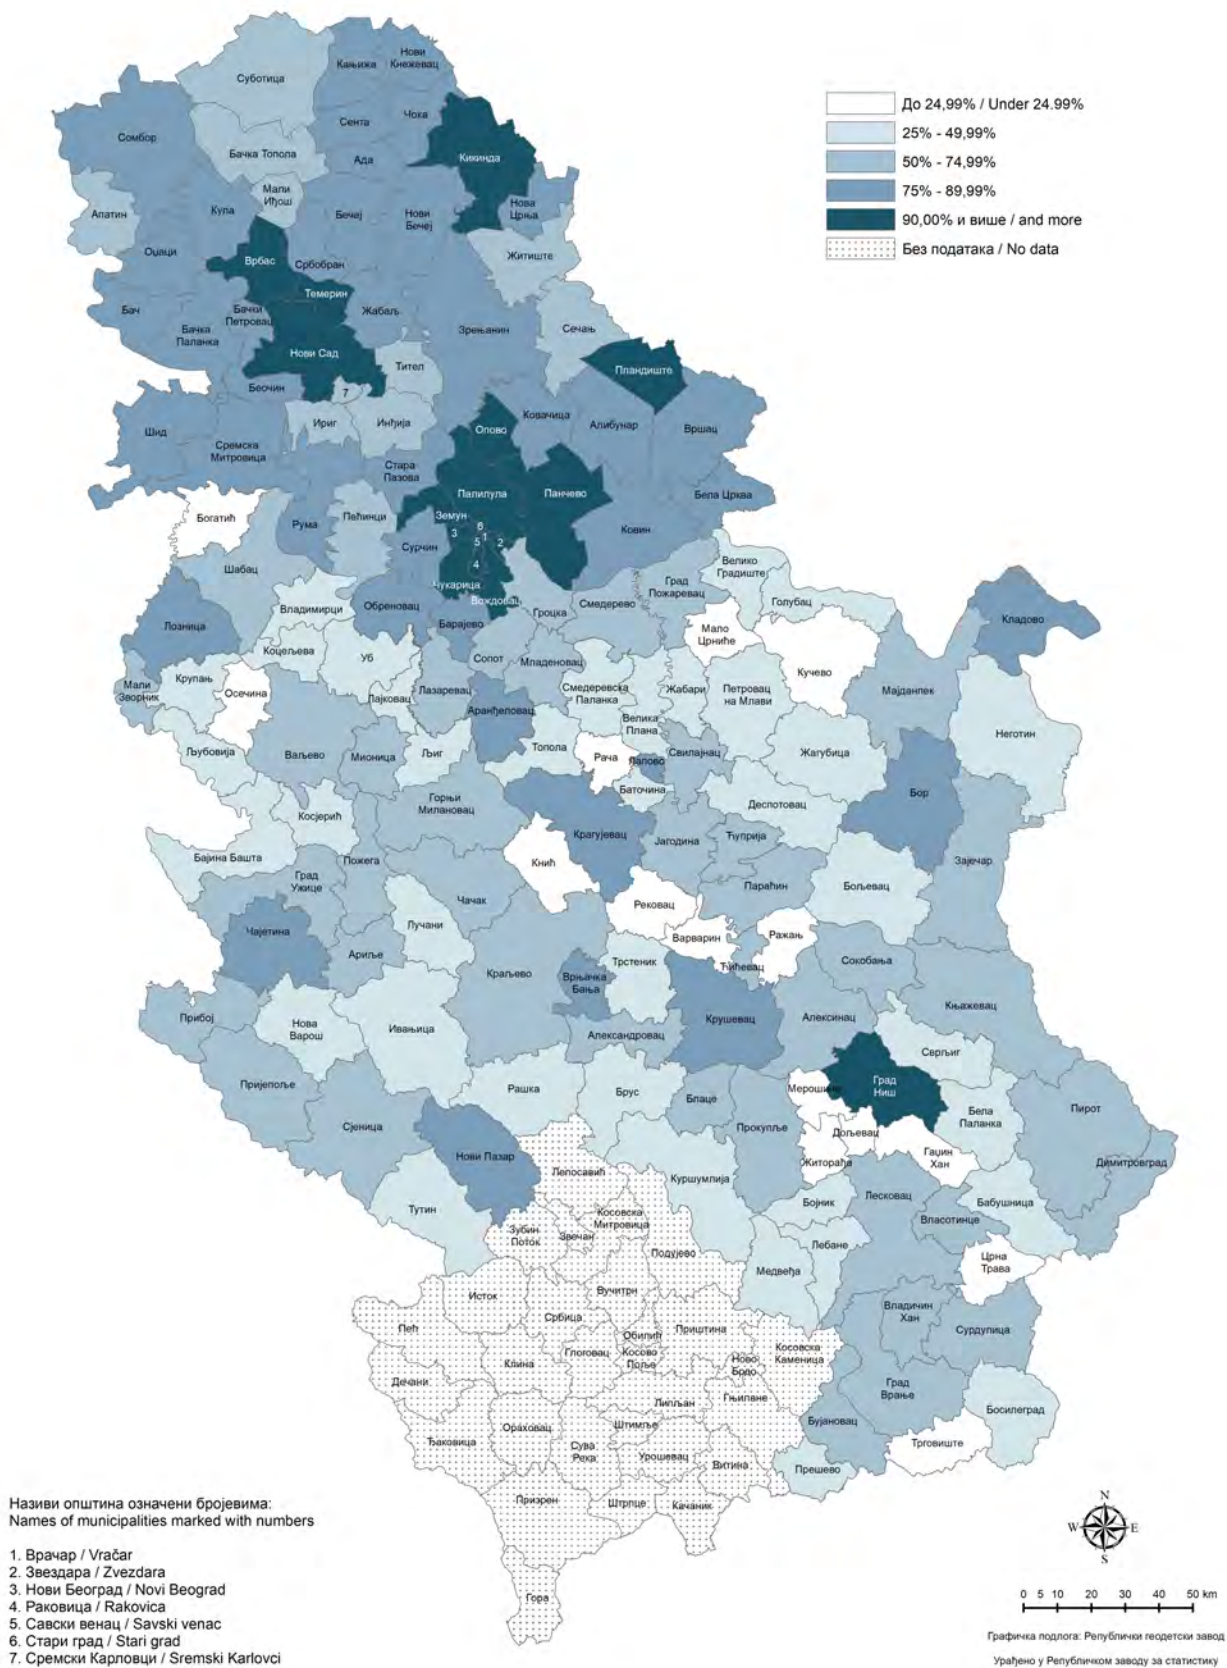 Суботица
Кањижа
Нови
Кнежевац
Сомбор
Сента
Чока
Бачка Топола
Ада
Кикинда
Мали
Иђош
Апатин
Кула
Бечеј
Нови
Бечеј
Нова
Црња
Оџаци
Врбас
Србобран
Житиште
Темерин
Бач
Бачки
Петровац
Жабаљ
Бачка
Паланка
Зрењанин
Сечањ
Нови Сад
Тител
Пландиште
Беочин
7
Ириг
Инђија
Ковачица
Алибунар
Вршац
Опово
Шид
Сремска
Митровица
Стара
Пазова
Палилула
Панчево
Бела Црква
Богатић
Рума
Пећинци
Земун
6
3
1
5
2
Ковин
Сурчин
4
Шабац
Чукарица
Вождовац
Велико
Градиште
Град
Пожаревац
Голубац
Владимирци
Обреновац
Гроцка
Смедерево
Кладово
Лозница
Барајево
Мало
Црниће
Коцељева
Уб
Сопот
Младеновац
Кучево
Мали
Зворник
Крупањ
Осечина
Лајковац
Лазаревац
Смедеревска
Паланка
Жабари
Петровац
на Млави
Мајданпек
Аранђеловац
Неготин
Љубовија
Ваљево
Мионица
Љиг
Топола
Велика
Плана
Рача
Лапово
Свилајнац
Жагубица
Баточина
Бор
Косјерић
Горњи
Милановац
Деспотовац
Крагујевац
Јагодина
Ћуприја
Бајина Башта
Пожега
Кнић
Зајечар
Град
Ужице
Параћин
Бољевац
Чачак
Рековац
Чајетина
Лучани
Варварин
Ражањ
Ариље
Трстеник
Ћићевац
Сокобања
Краљево
Врњачка
Бања
Књажевац
Прибој
Нова
Варош
Ивањица
Крушевац
Алексинац
Александровац
Сврљиг
Пријепоље
Рашка
Брус
Блаце
Мерошина
Град
Ниш
Бела
Паланка
Пирот
Сјеница
Прокупље
Дољевац
Гаџин
Хан
Нови Пазар
Лепосавић
Житорађа
Димитровград
Куршумлија
Тутин
Бојник
Лесковац
Бабушница
Косовска
Митровица
Власотинце
Зубин
Поток
Звечан
Лебане
Подујево
Медвеђа
Црна
Трава
Исток
Вучитрн
Србица
Владичин
Хан
Пећ
Обилић
Приштина
Сурдулица
Косовска
Каменица
Клина
Глоговац
Косово
Поље
Ново
Брдо
Дечани
Град
Врање
Гњилане
Липљан
Босилеград
Ораховац
Штимље
Бујановац
Ђаковица
Сува
Река
Урошевац
Витина
Трговиште
Прешево
Призрен
Штрпце
Качаник
Гора
До 24,99% / Under 24.99%
25% - 49,99%
50% - 74,99%
75% - 89,99%
90,00% и више / and more
Без података / No data
Називи општина означени бројевима:
Names of municipalities marked with numbers
1. Врачар / Vračar
2. Звездара / Zvezdara
3. Нови Београд / Novi Beograd
4. Раковица / Rakovica
5. Савски венац / Savski venac
6. Стари град / Stari grad
7. Сремски Карловци / Sremski Karlovci
N
W
E
S
0 5 10 20 30 40 50 km
Графичка подлога: Републички геодетски завод
Урађено у Републичком заводу за статистику